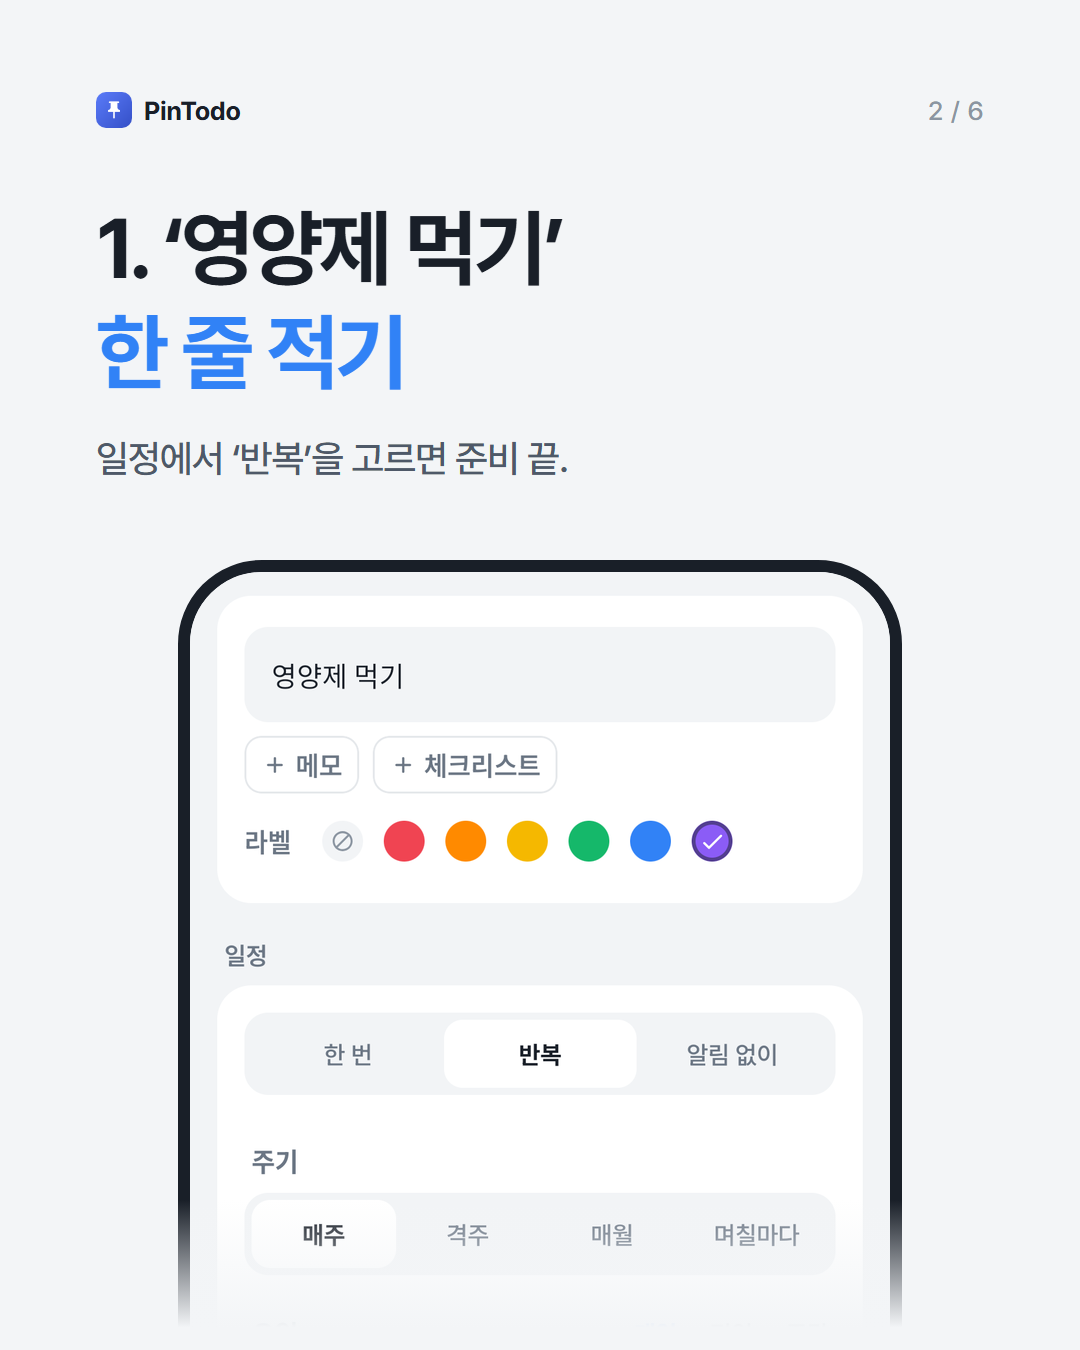 PinTodo
2 / 6
1. ‘영양제 먹기’
한 줄 적기
일정에서 ‘반복’을 고르면 준비 끝.
영양제 먹기
+ 메모 + 체크리스트
라벨
일정
한 번 반복 알림 없이
주기
매주 격주 매월 며칠마다